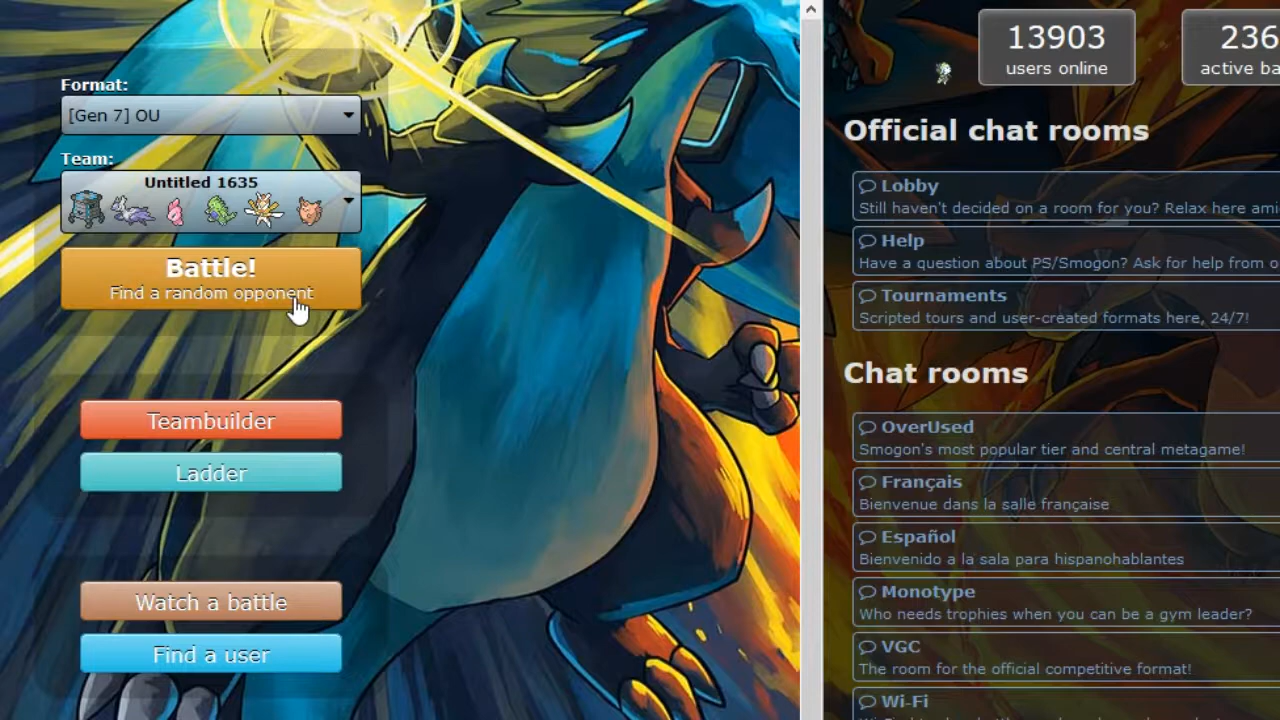 Format:
[Gen 7] OU
Team:
Untitled 1635
Battle!
Find a random opponent
Teambuilder
Ladder
Watch a battle
Find a user
13903
users online
236
active ba
Official chat rooms
Lobby
Still haven't decided on a room for you? Relax here ami
Help
Have a question about PS/Smogon? Ask for help from o
Tournaments
Scripted tours and user-created formats here, 24/7!
Chat rooms
OverUsed
Smogon's most popular tier and central metagame!
Français
Bienvenue dans la salle française
Español
Bienvenido a la sala para hispanohablantes
Monotype
Who needs trophies when you can be a gym leader?
VGC
The room for the official competitive format!
Wi-Fi